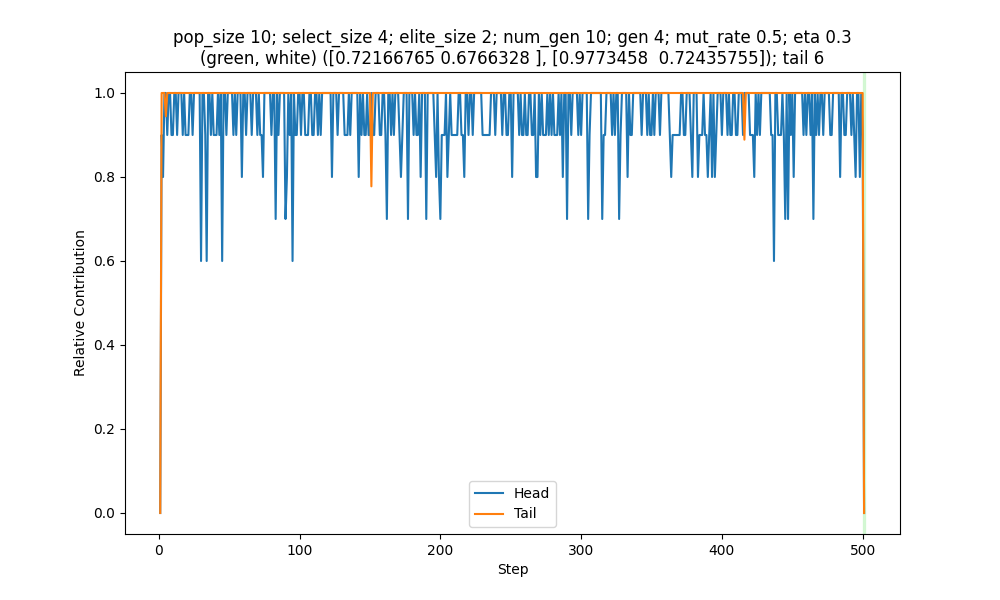 pop_size 10; select_size 4; elite_size 2; num_gen 10; gen 4; mut_rate 0.5; eta 0.3
(green, white) ([0.72166765 0.6766328 ], [0.9773458  0.72435755]); tail 6
Relative Contribution
1.0
0.8
0.6
0.4
0.2
0.0
Head
Tail
0
100
200
300
400
500
Step